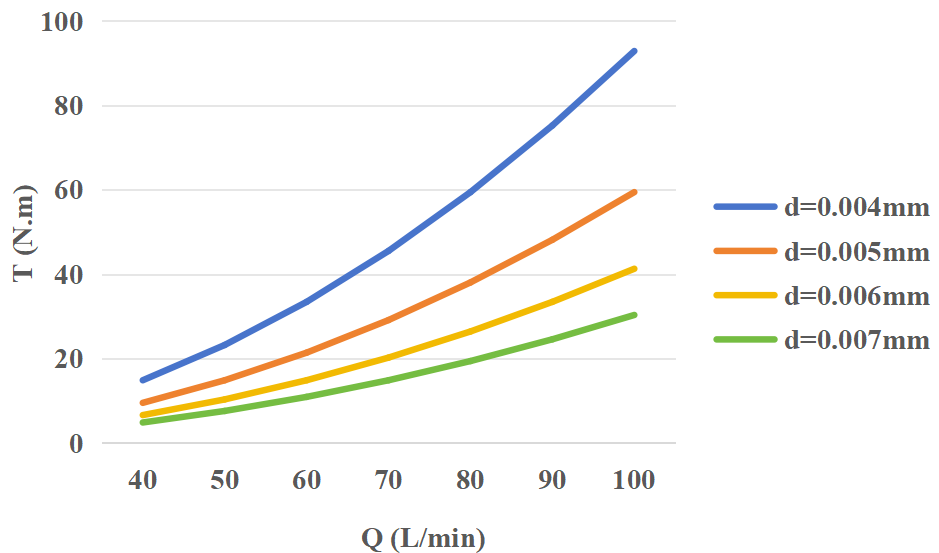 100
80
60
40
20
0
T (N.m)
40 50 60 70 80 90 100
Q (L/min)
d=0.004mm
d=0.005mm
d=0.006mm
d=0.007mm